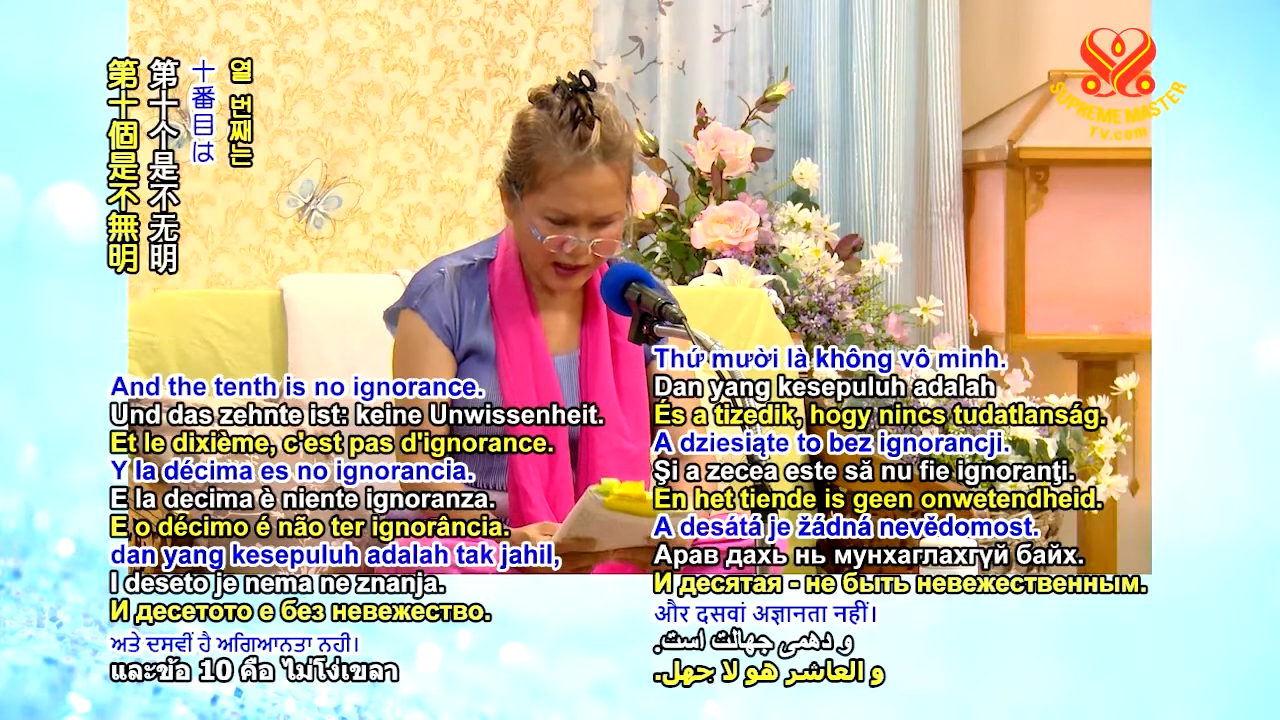 第十個是不無明
第十个是不无明
十番目は
열 번째는
SUPREME MASTER
TV.com
And the tenth is no ignorance.
Und das zehnte ist: keine Unwissenheit.
Et le dixième, c'est pas d'ignorance.
Y la décima es no ignorancia.
E la decima è niente ignoranza.
E o décimo é não ter ignorância.
dan yang kesepuluh adalah tak jahil,
I deseto je nema ne znanja.
И десетото е без невежество.
ਅਤੇ ਦਸਵੀਂ ਹੈ ਅਗਿਆਨਤਾ ਨਹੀ।
และข้อ 10 คือ ไม่โง่เขลา
Thứ mười là không vô minh.
Dan yang kesepuluh adalah
És a tizedik, hogy nincs tudatlanság.
A dziesiąte to bez ignorancji.
Şi a zecea este să nu fie ignoranţi.
En het tiende is geen onwetendheid.
A desátá je žádná nevědomost.
Арав дахь нь мунхаглахгүй байх.
И десятая - не быть невежественным.
और दसवां अज्ञानता नहीं।
و دهمی جهالت است.
و العاشر هو لا جهل.